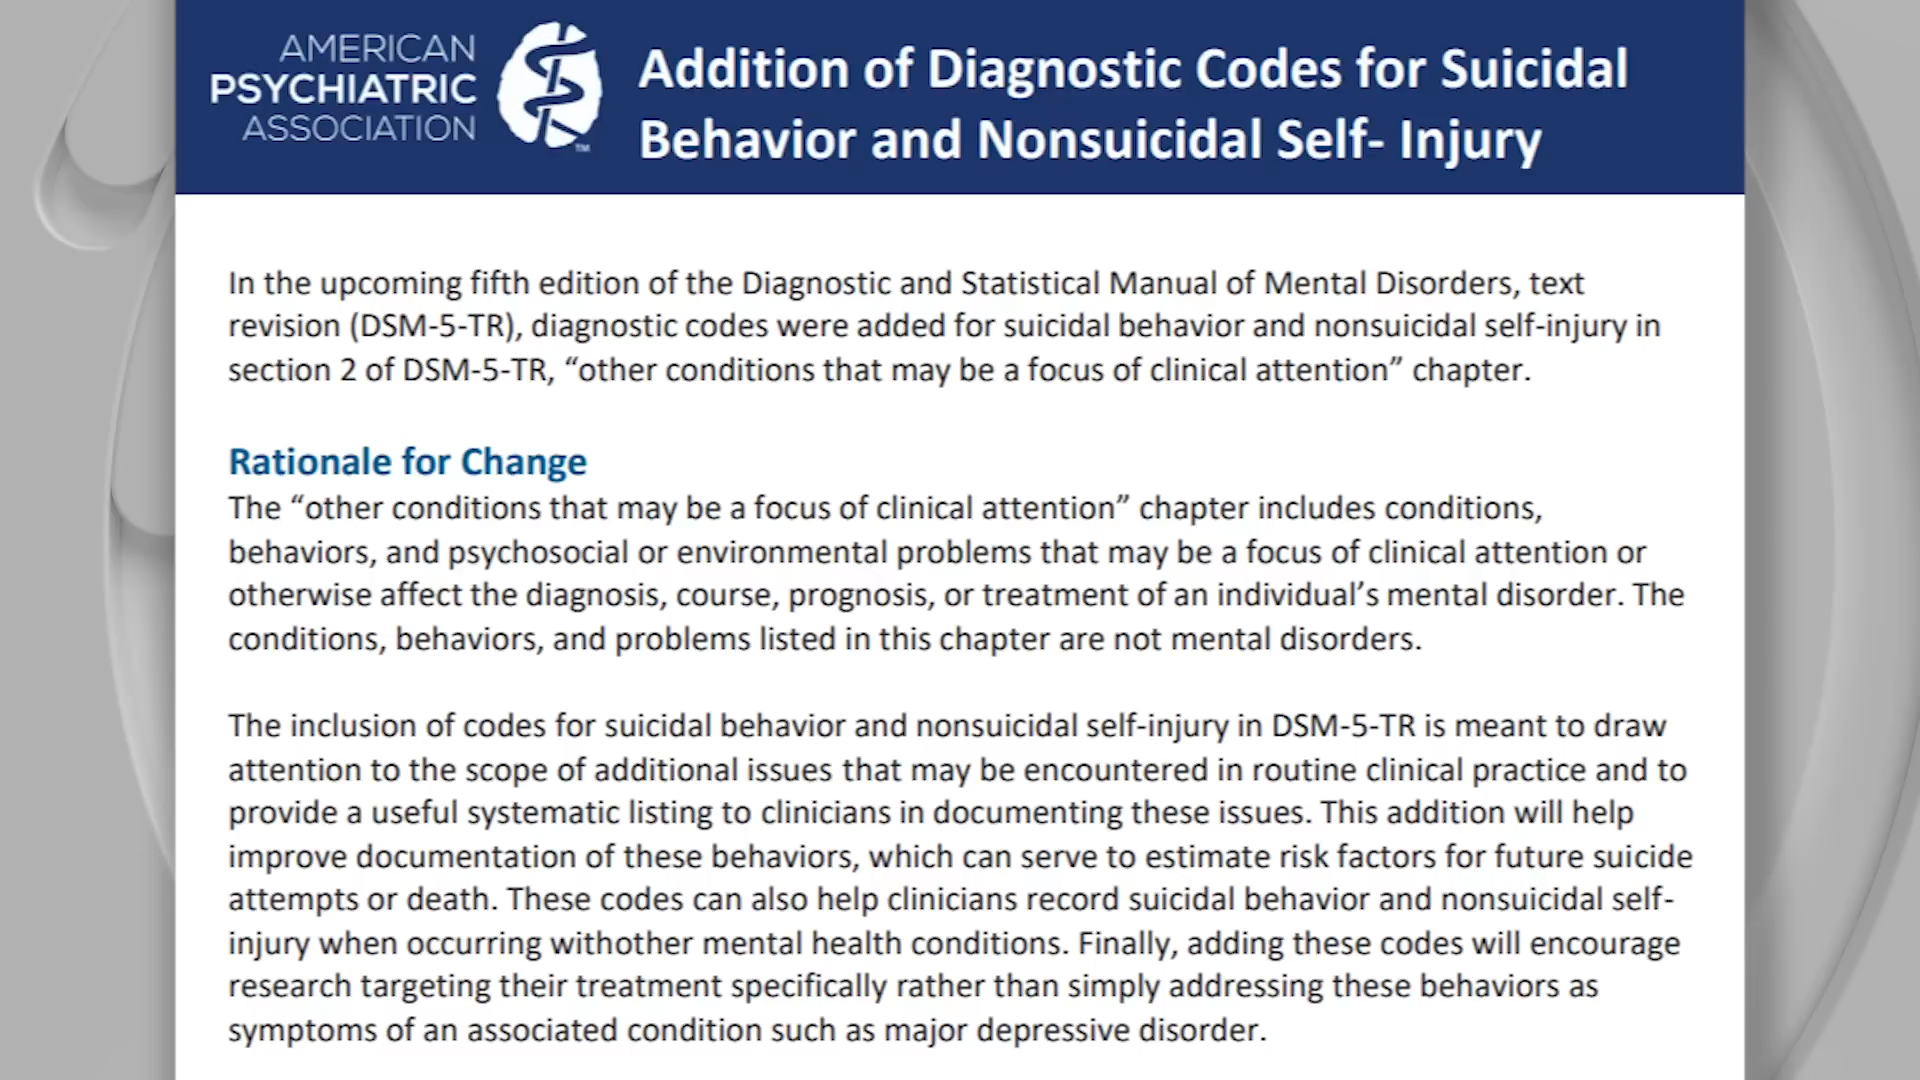 AMERICAN
PSYCHIATRIC
ASSOCIATION
TM
Addition of Diagnostic Codes for Suicidal
Behavior and Nonsuicidal Self- Injury
In the upcoming fifth edition of the Diagnostic and Statistical Manual of Mental Disorders, text
revision (DSM-5-TR), diagnostic codes were added for suicidal behavior and nonsuicidal self-injury in
section 2 of DSM-5-TR, “other conditions that may be a focus of clinical attention” chapter.
Rationale for Change
The “other conditions that may be a focus of clinical attention” chapter includes conditions,
behaviors, and psychosocial or environmental problems that may be a focus of clinical attention or
otherwise affect the diagnosis, course, prognosis, or treatment of an individual’s mental disorder. The
conditions, behaviors, and problems listed in this chapter are not mental disorders.
The inclusion of codes for suicidal behavior and nonsuicidal self-injury in DSM-5-TR is meant to draw
attention to the scope of additional issues that may be encountered in routine clinical practice and to
provide a useful systematic listing to clinicians in documenting these issues. This addition will help
improve documentation of these behaviors, which can serve to estimate risk factors for future suicide
attempts or death. These codes can also help clinicians record suicidal behavior and nonsuicidal self-
injury when occurring withother mental health conditions. Finally, adding these codes will encourage
research targeting their treatment specifically rather than simply addressing these behaviors as
symptoms of an associated condition such as major depressive disorder.